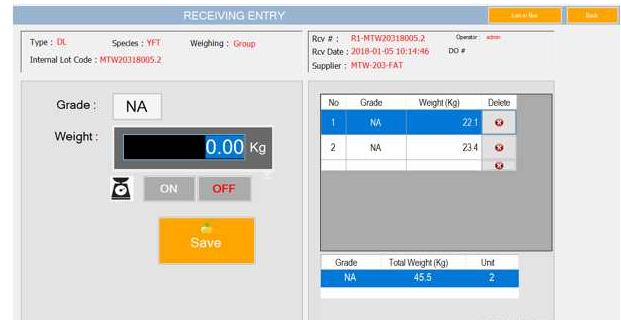 RECEIVING ENTRY
Last in Box
Back
Type : DL Species : YFT Weighing : Group
Internal Lot Code : MTW20318005.2
Rcv # : R1-MTW20318005.2 Operator : admin
Rcv Date : 2018-01-05 10:14:46 DO #
Supplier : MTW-203-FAT
Grade : NA
Weight : 0.00 Kg
ON OFF
Save
No Grade Weight (Kg) Delete
1 NA 22.1
2 NA 23.4
Grade Total Weight (Kg) Unit
NA 45.5 2